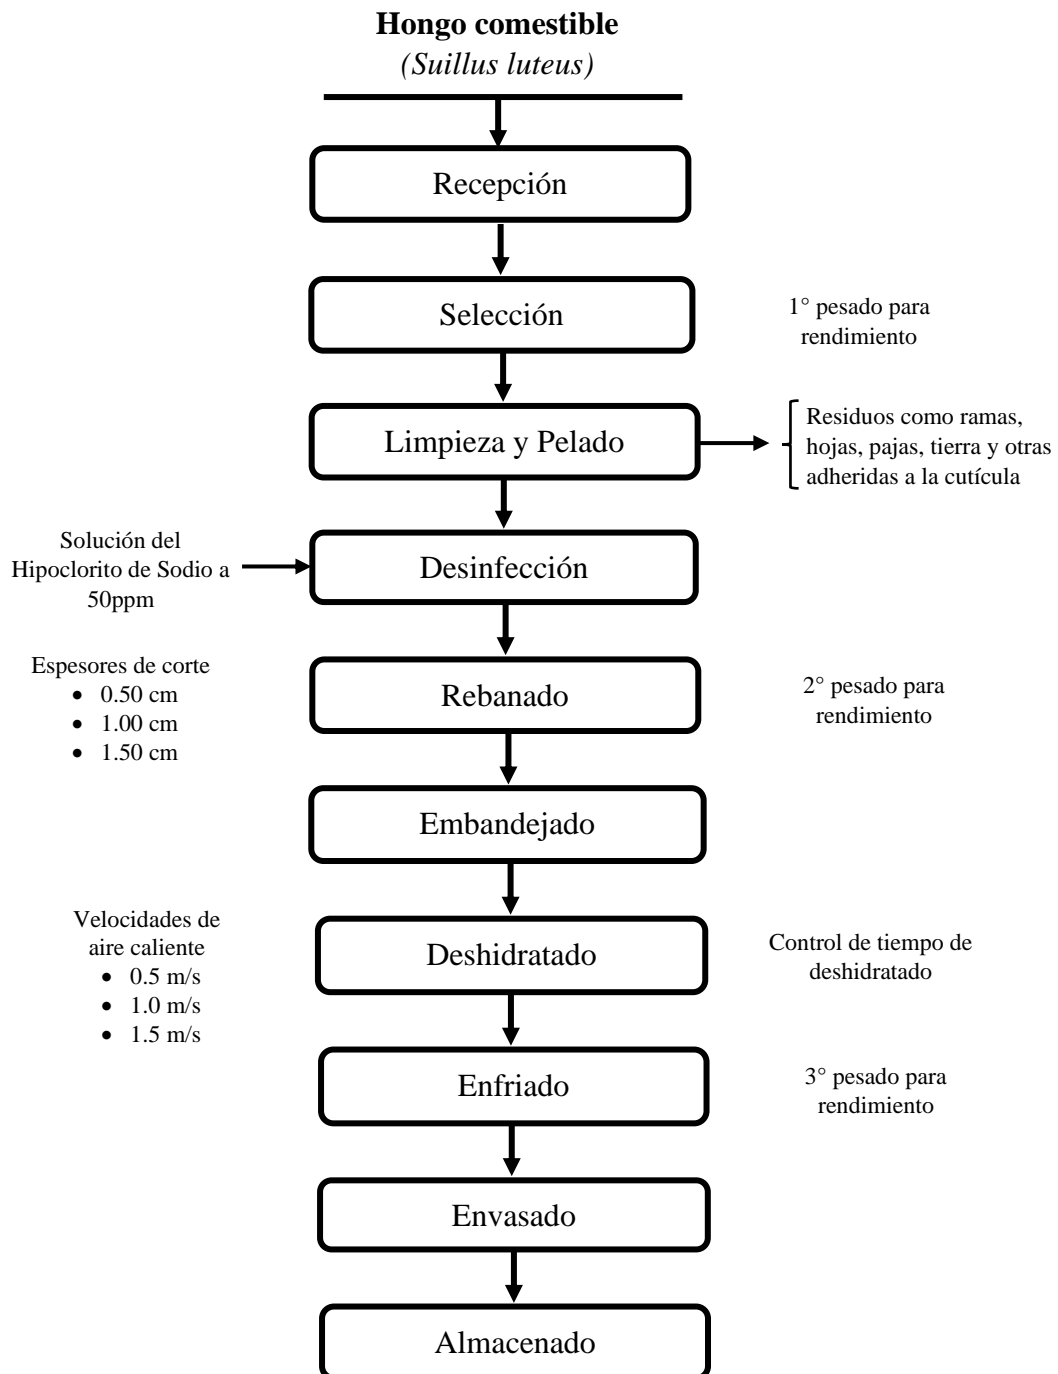 Hongo comestible
(Suillus luteus)
Recepción
Selección
1° pesado para
rendimiento
Limpieza y Pelado
Residuos como ramas,
hojas, pajas, tierra y otras
adheridas a la cutícula
Solución del
Hipoclorito de Sodio a
50ppm
Desinfección
Espesores de corte
• 0.50 cm
• 1.00 cm
• 1.50 cm
Rebanado
2° pesado para
rendimiento
Embandejado
Velocidades de
aire caliente
• 0.5 m/s
• 1.0 m/s
• 1.5 m/s
Deshidratado
Control de tiempo de
deshidratado
Enfriado
3° pesado para
rendimiento
Envasado
Almacenado